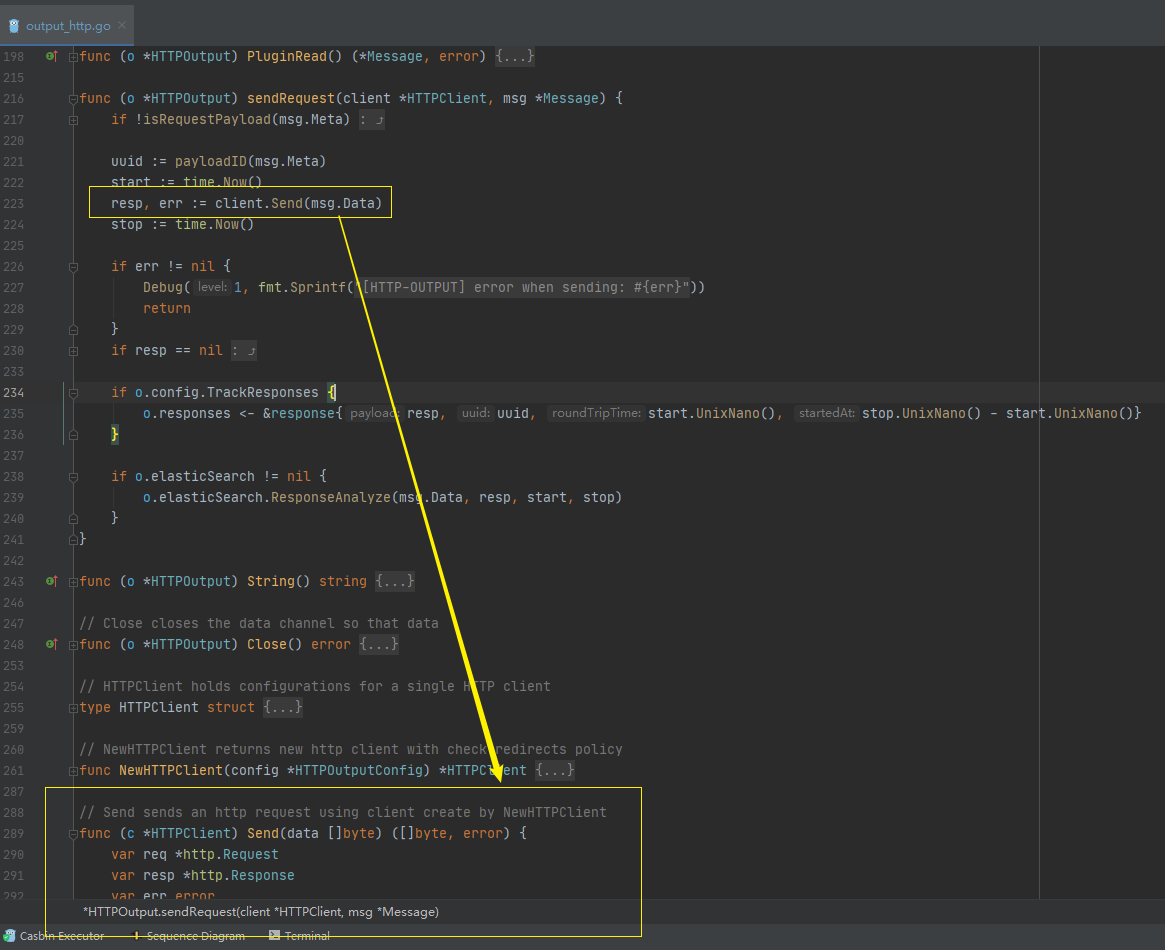 output_http.go
198 func (o *HTTPOutput) PluginRead() (*Message, error) {...}
215
216 func (o *HTTPOutput) sendRequest(client *HTTPClient, msg *Message) {
217 if !isRequestPayload(msg.Meta) :
220
221 uuid := payloadID(msg.Meta)
222 start := time.Now()
223 resp, err := client.Send(msg.Data)
224 stop := time.Now()
225
226 if err != nil {
227 Debug( level: 1, fmt.Sprintf("[HTTP-OUTPUT] error when sending: #{err}"))
228 return
229 }
230 if resp == nil :
233
234 if o.config.TrackResponses {
235 o.responses <- &response{ payload: resp, uuid: uuid, roundTripTime: start.UnixNano(), startedAt: stop.UnixNano() - start.UnixNano()}
236 }
237
238 if o.elasticSearch != nil {
239 o.elasticSearch.ResponseAnalyze(msg.Data, resp, start, stop)
240 }
241 }
242
243 func (o *HTTPOutput) String() string {...}
246
247 // Close closes the data channel so that data
248 func (o *HTTPOutput) Close() error {...}
253
254 // HTTPClient holds configurations for a single HTTP client
255 type HTTPClient struct {...}
259
260 // NewHTTPClient returns new http client with check redirects policy
261 func NewHTTPClient(config *HTTPOutputConfig) *HTTPClient {...}
287
288 // Send sends an http request using client create by NewHTTPClient
289 func (c *HTTPClient) Send(data []byte) ([]byte, error) {
290 var req *http.Request
291 var resp *http.Response
292 var err error
*HTTPOutput.sendRequest(client *HTTPClient, msg *Message)
Casbin Executor Sequence Diagram Terminal